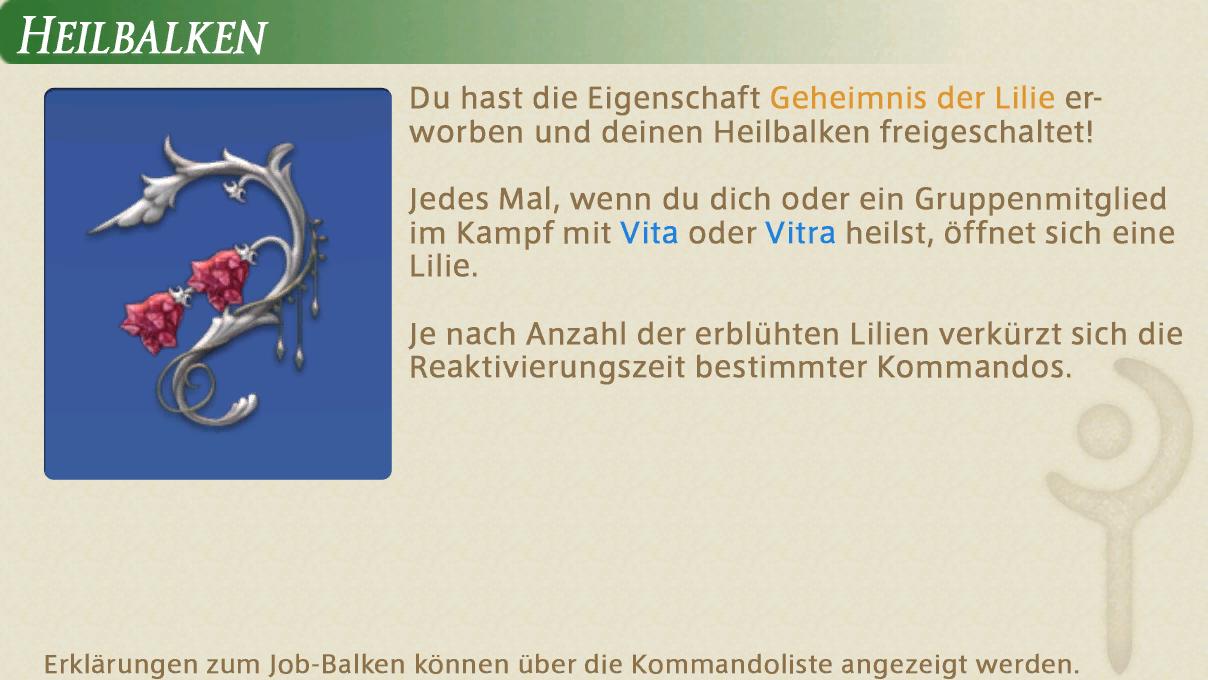 HEILBALKEN
Du hast die Eigenschaft Geheimnis der Lilie er-
worben und deinen Heilbalken freigeschaltet!
Jedes Mal, wenn du dich oder ein Gruppenmitglied
im Kampf mit Vita oder Vitra heilst, öffnet sich eine
Lilie.
Je nach Anzahl der erblühten Lilien verkürzt sich die
Reaktivierungszeit bestimmter Kommandos.
Erklärungen zum Job-Balken können über die Kommandoliste angezeigt werden.